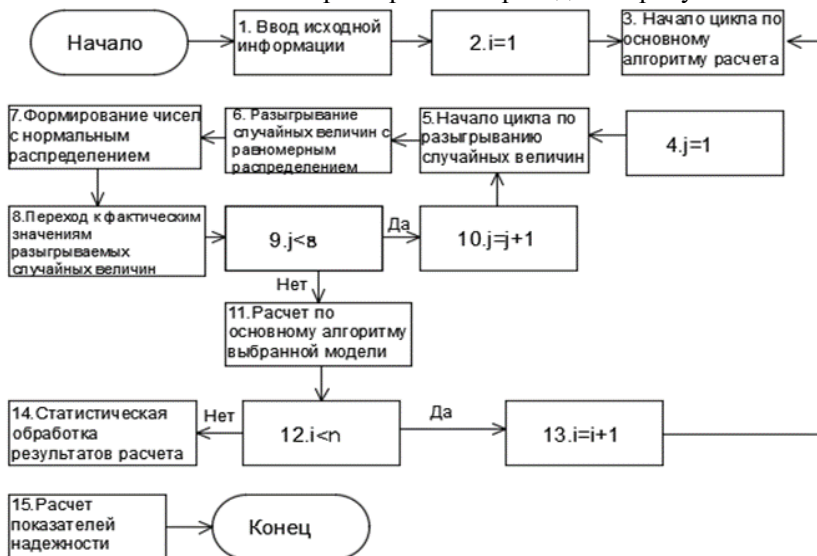 Начало
1. Ввод исходной
информации
2.i=1
3. Начало цикла по
основному
алгоритму расчета
7.Формирование чисел
с нормальным
распределением
6. Разыгрывание
случайных величин с
равномерным
распределением
5.Начало цикла по
разыгрыванию
случайных величин
4.j=1
8.Переход к фактическим
значениям
разыгрываемых
случайных величин
9.j<в
Да
10.j=j+1
Нет
11.Расчет по
основному алгоритму
выбранной модели
14.Статистическая
обработка
результатов расчета
Нет
12.i<n
Да
13.i=i+1
15.Расчет
показателей
надежности
Конец